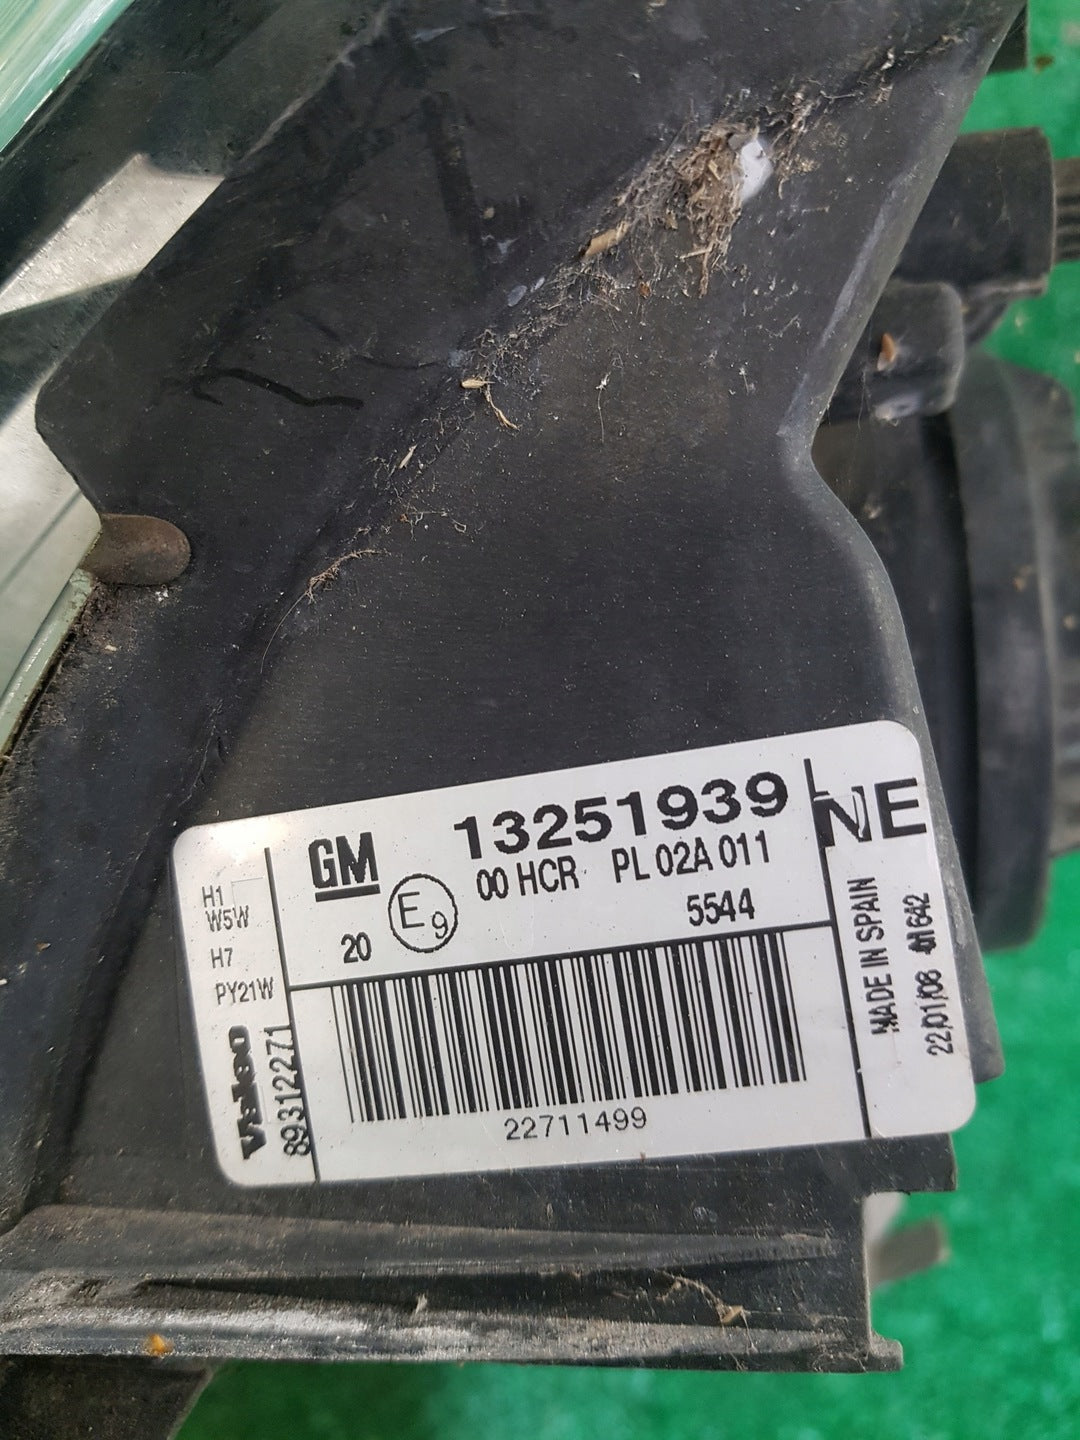 H1
W5W
H7
PY21W
Valeo
89312271
GM
13251939
00 HCR PL 02A 011
E9
20
5544
22711499
NE
MADE IN SPAIN
22/01/08